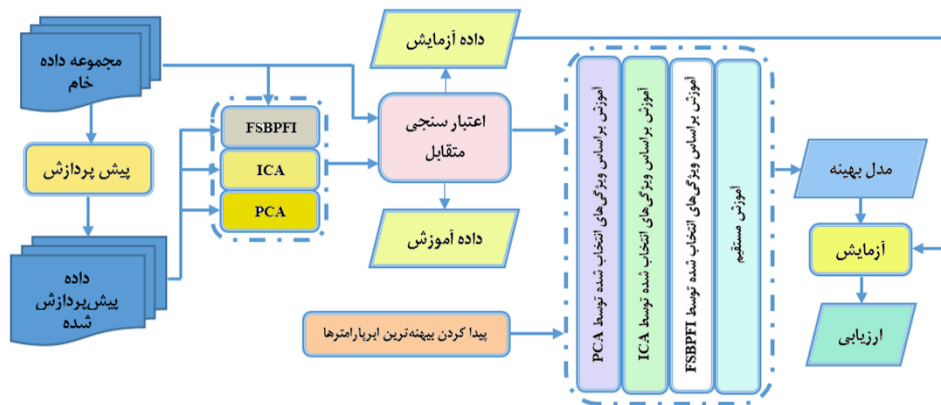 مجموعه داده
خام
پیش پردازش
داده
پیش‌پردازش
شده
FSBPFI
ICA
PCA
داده آزمایش
اعتبار سنجی
متقابل
داده آموزش
پیدا کردن بیهنه‌ترین ابرپارامترها
آموزش براساس ویژگی‌های انتخاب شده توسط PCA
آموزش براساس ویژگی‌های انتخاب شده توسط ICA
آموزش براساس ویژگی‌های انتخاب شده توسط FSBPFI
آموزش مستقیم
مدل بهینه
آزمایش
ارزیابی